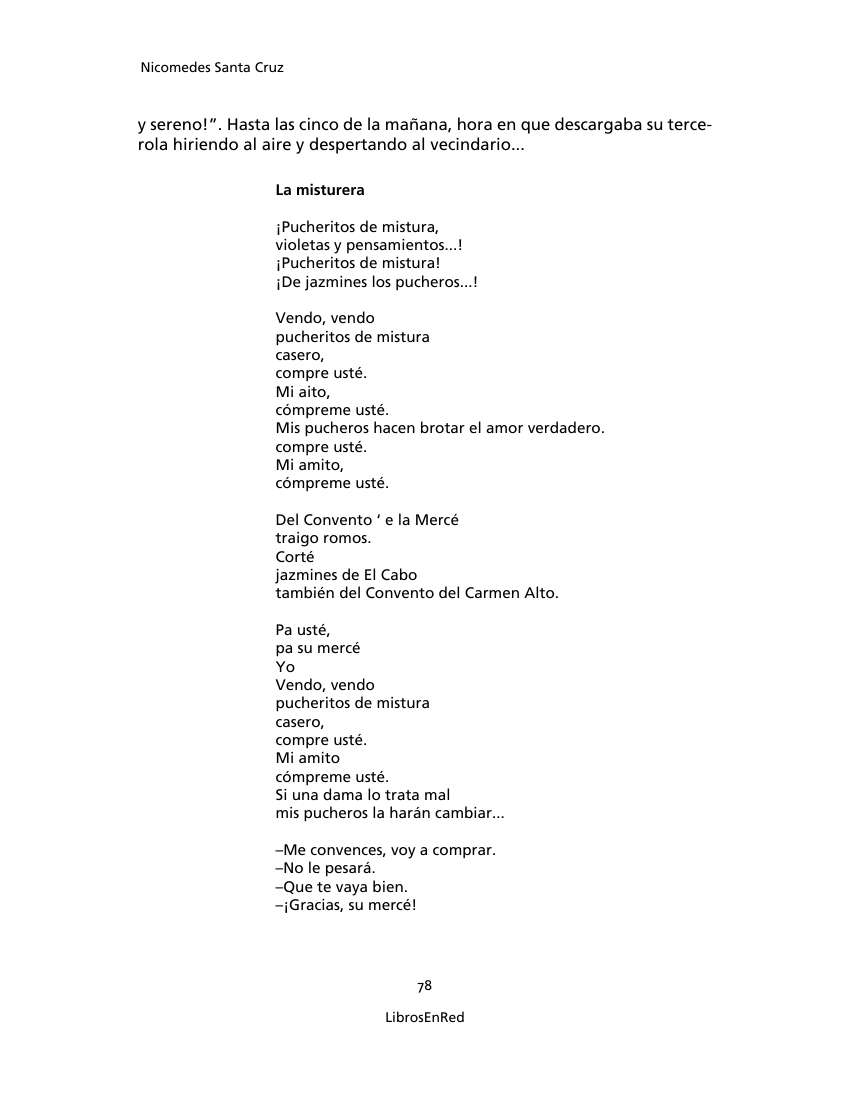 Nicomedes Santa Cruz
y sereno!”. Hasta las cinco de la mañana, hora en que descargaba su terce-
rola hiriendo al aire y despertando al vecindario...
La misturera
¡Pucheritos de mistura,
violetas y pensamientos...!
¡Pucheritos de mistura!
¡De jazmines los pucheros...!
Vendo, vendo
pucheritos de mistura
casero,
compre usté.
Mi aito,
cómpreme usté.
Mis pucheros hacen brotar el amor verdadero.
compre usté.
Mi amito,
cómpreme usté.
Del Convento ‘ e la Mercé
traigo romos.
Corté
jazmines de El Cabo
también del Convento del Carmen Alto.
Pa usté,
pa su mercé
Yo
Vendo, vendo
pucheritos de mistura
casero,
compre usté.
Mi amito
cómpreme usté.
Si una dama lo trata mal
mis pucheros la harán cambiar...
–Me convences, voy a comprar.
–No le pesará.
–Que te vaya bien.
–¡Gracias, su mercé!
78
LibrosEnRed